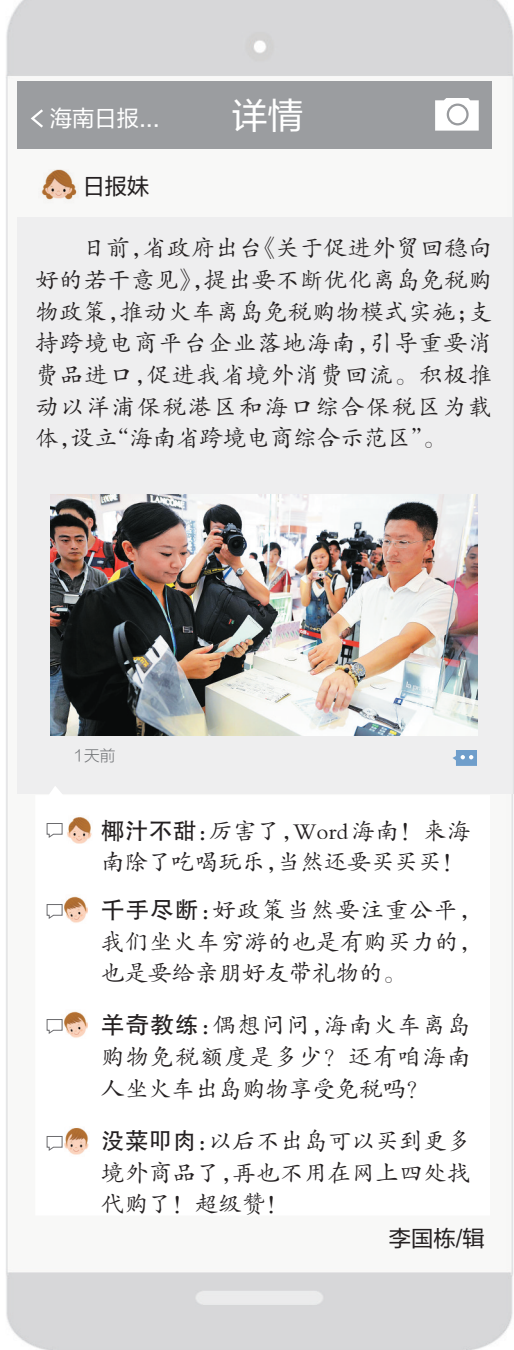 海南日报...
详情
日报妹
日前,省政府出台《关于促进外贸回稳向
好的若干意见》,提出要不断优化离岛免税购
物政策,推动火车离岛免税购物模式实施;支
持跨境电商平台企业落地海南,引导重要消
费品进口,促进我省境外消费回流。积极推
动以洋浦保税港区和海口综合保税区为载
体,设立“海南省跨境电商综合示范区”。
LANCOME
1天前
椰汁不甜:厉害了,Word海南！来海
南除了吃喝玩乐,当然还要买买买！
千手尽断:好政策当然要注重公平,
我们坐火车穷游的也是有购买力的,
也是要给亲朋好友带礼物的。
羊奇教练:偶想问问,海南火车离岛
购物免税额度是多少？还有咱海南
人坐火车出岛购物享受免税吗？
没菜叩肉:以后不出岛可以买到更多
境外商品了,再也不用在网上四处找
代购了！超级赞！
李国栋/辑